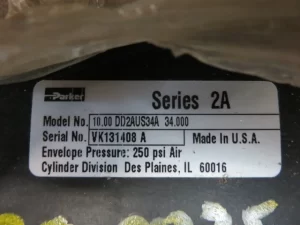 Parker
Series 2A
Model No. 10.00 DD2AUS34A 34.000
Serial No. VK131408 A Made in U.S.A.
Envelope Pressure: 250 psi Air
Cylinder Division Des Plaines, IL 60016